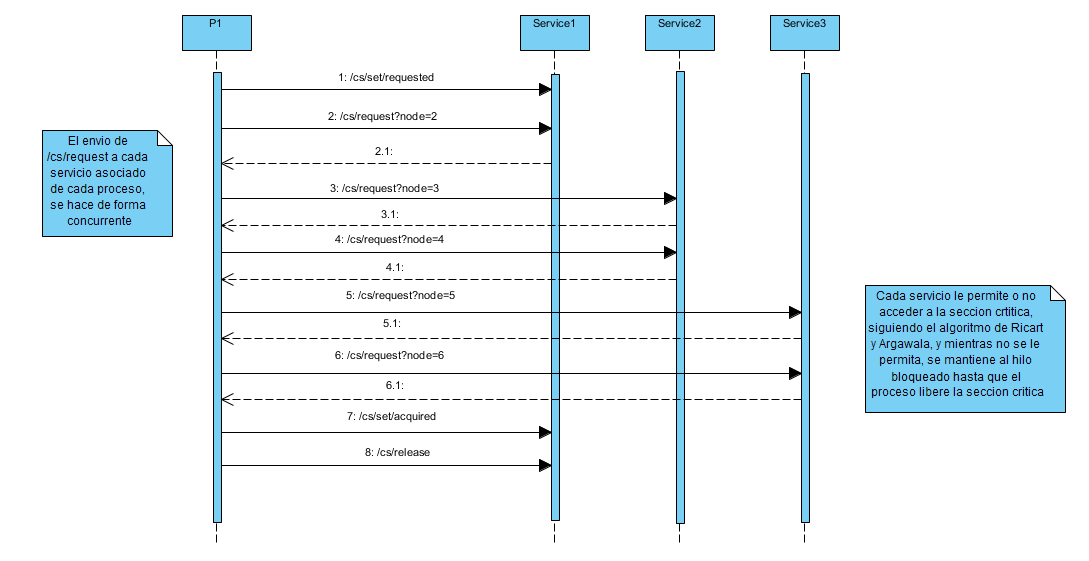 P1
Service1
Service2
Service3
1: /cs/set/requested
2: /cs/request?node=2
2.1:
3: /cs/request?node=3
3.1:
4: /cs/request?node=4
4.1:
5: /cs/request?node=5
5.1:
6: /cs/request?node=6
6.1:
7: /cs/set/acquired
8: /cs/release
El envio de
/cs/request a cada
servicio asociado
de cada proceso,
se hace de forma
concurrente
Cada servicio le permite o no
acceder a la seccion crtitica,
siguiendo el algoritmo de Ricart
y Argawala, y mientras no se le
permita, se mantiene al hilo
bloqueado hasta que el
proceso libere la seccion critica